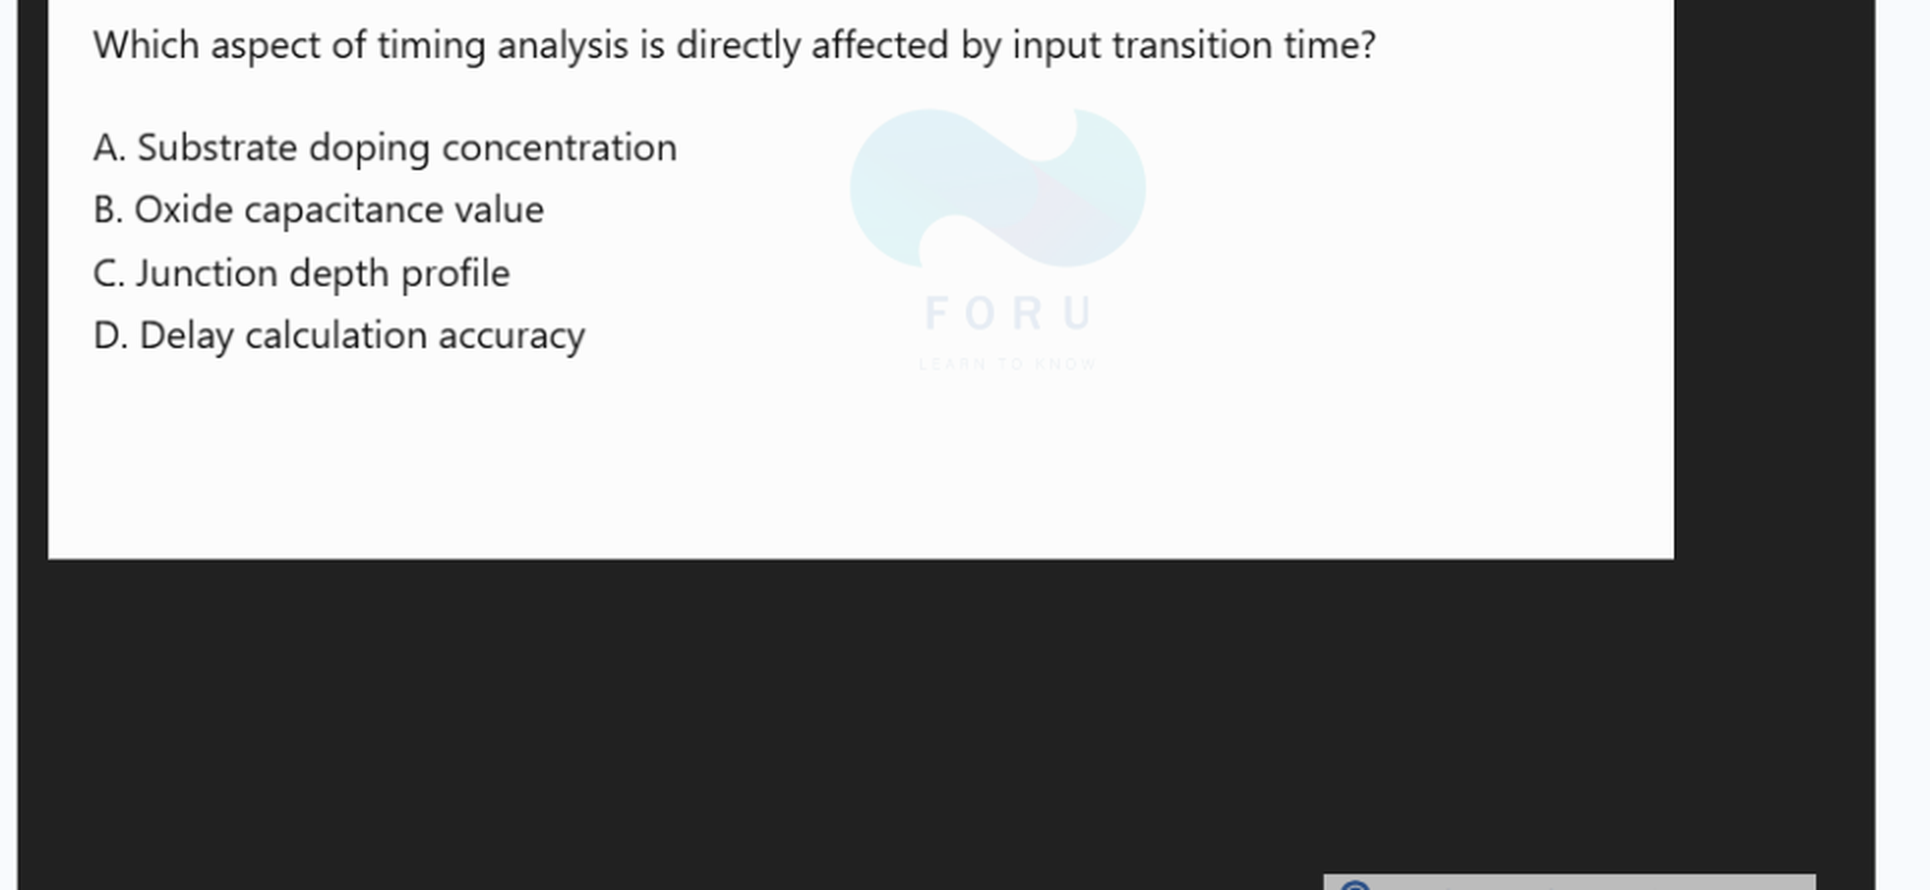 Which aspect of timing analysis is directly affected by input transition time?
A. Substrate doping concentration
B. Oxide capacitance value
C. Junction depth profile
D. Delay calculation accuracy
FORU
LEARN TO KNOW